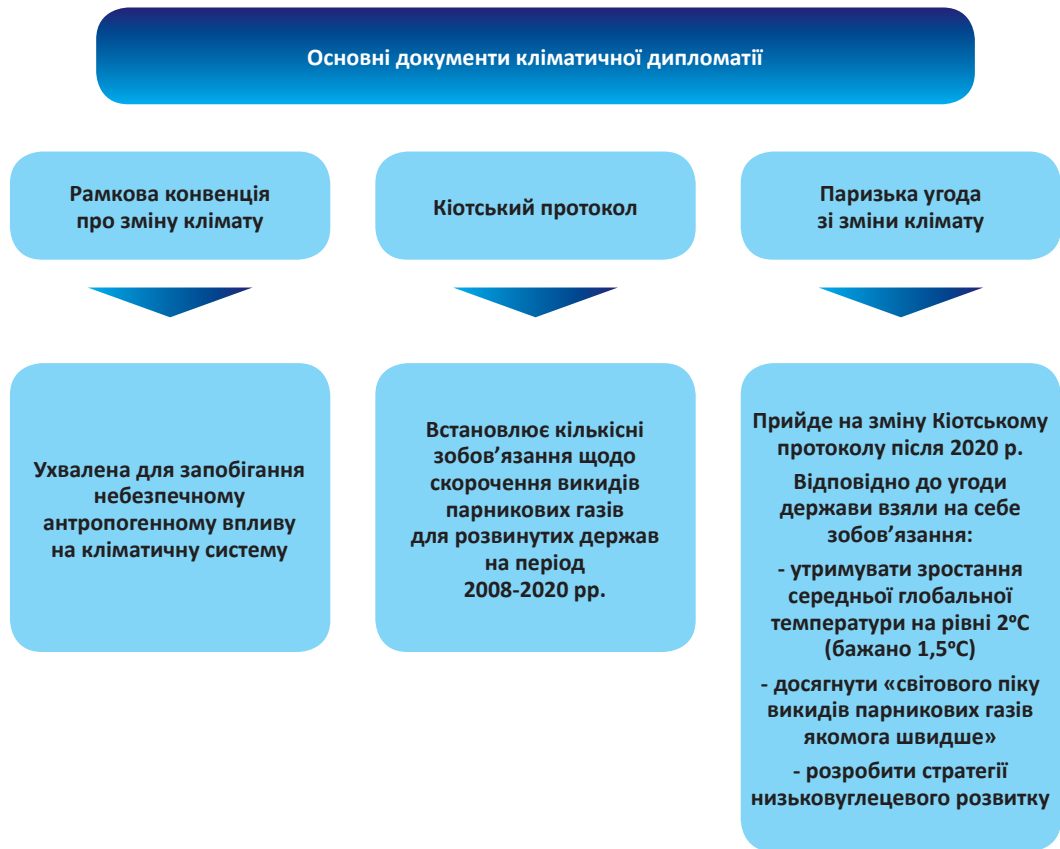 Основні документи кліматичної дипломатії
Рамкова конвенція
про зміну клімату
Ухвалена для запобігання
небезпечному
антропогенному впливу
на кліматичну систему
Кіотський протокол
Встановлює кількісні
зобов’язання щодо
скорочення викидів
парникових газів
для розвинутих держав
на період
2008-2020 рр.
Паризька угода
зі зміни клімату
Прийде на зміну Кіотському
протоколу після 2020 р.
Відповідно до угоди
держави взяли на себе
зобов’язання:
- утримувати зростання
середньої глобальної
температури на рівні 2ºС
(бажано 1,5ºС)
- досягнути «світового піку
викидів парникових газів
якомога швидше»
- розробити стратегії
низьковуглецевого розвитку